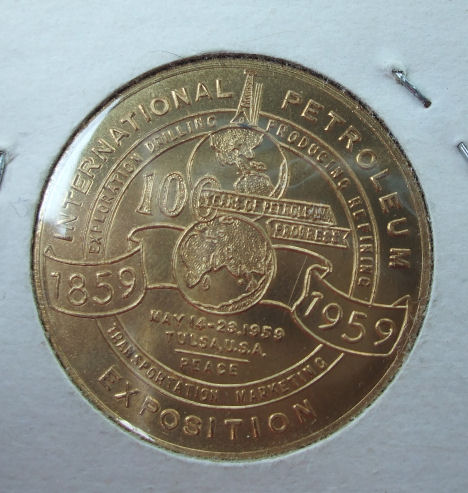 INTERNATIONAL PETROLEUM
EXPLORATION DRILLING PRODUCING REFINING
100
YEARS OF PETROLEUM
PROGRESS
1859
1959
MAY 14-23, 1959
TULSA, U.S.A.
PEACE
TRANSPORTATION MARKETING
EXPOSITION